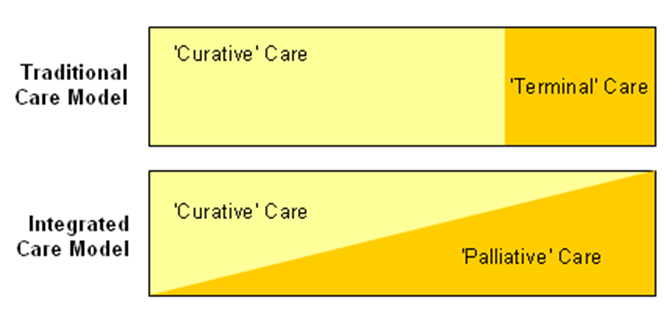 Traditional
Care Model
'Curative' Care
'Terminal' Care
Integrated
Care Model
'Curative' Care
'Palliative' Care